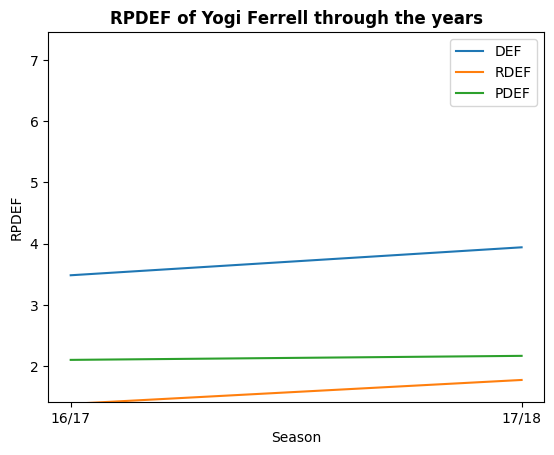 RPDEF of Yogi Ferrell through the years
DEF
RDEF
PDEF
7
6
5
4
3
2
RPDEF
16/17
17/18
Season